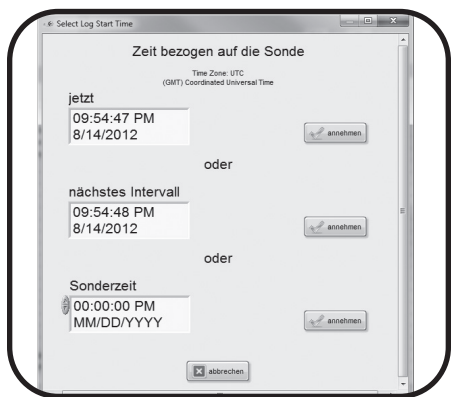 Select Log Start Time
Zeit bezogen auf die Sonde
Time Zone: UTC
(GMT) Coordinated Universal Time
jetzt
09:54:47 PM
8/14/2012
annehmen
oder
nächstes Intervall
09:54:48 PM
8/14/2012
annehmen
oder
Sonderzeit
00:00:00 PM
MM/DD/YYYY
annehmen
abbrechen